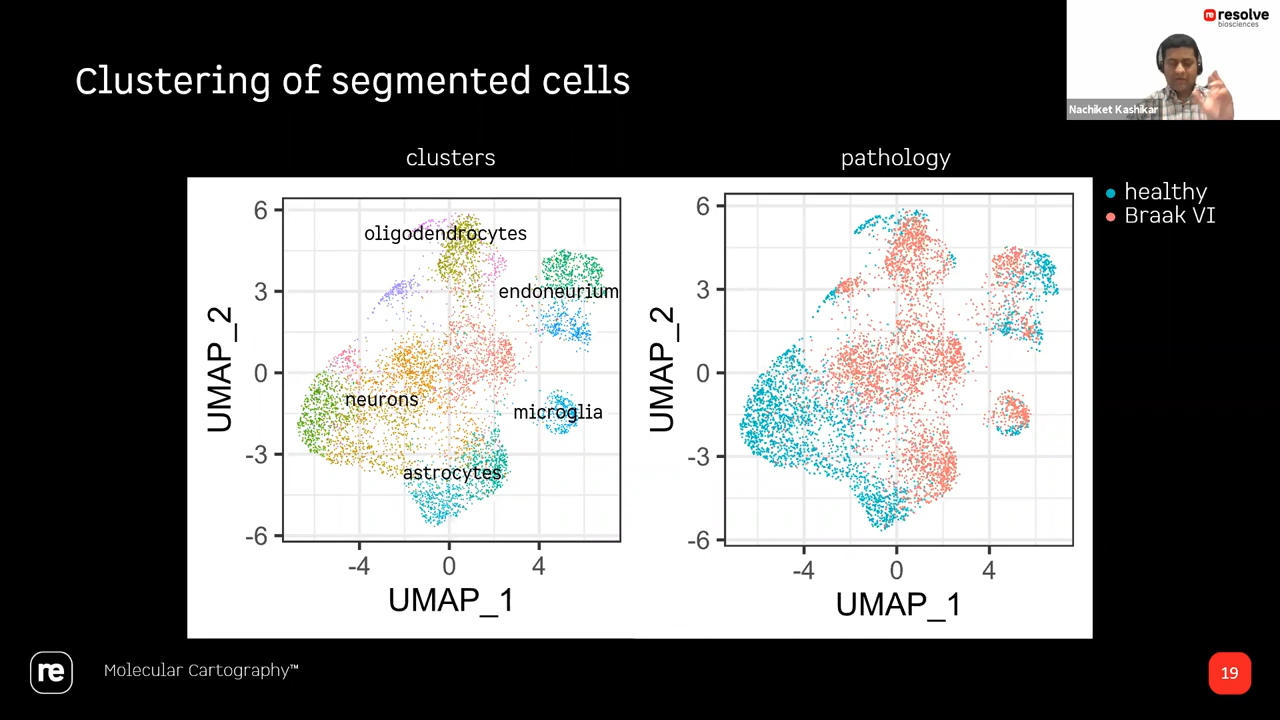 re resolve
biosciences
Nachiket Kashikar
Clustering of segmented cells
clusters
pathology
healthy
Braak VI
6
3
0
-3
-6
UMAP_2
oligodendrocytes
endoneurium
neurons
microglia
astrocytes
-4 0 4
UMAP_1
6
3
0
-3
-6
UMAP_2
-4 0 4
UMAP_1
re
Molecular Cartography™
19